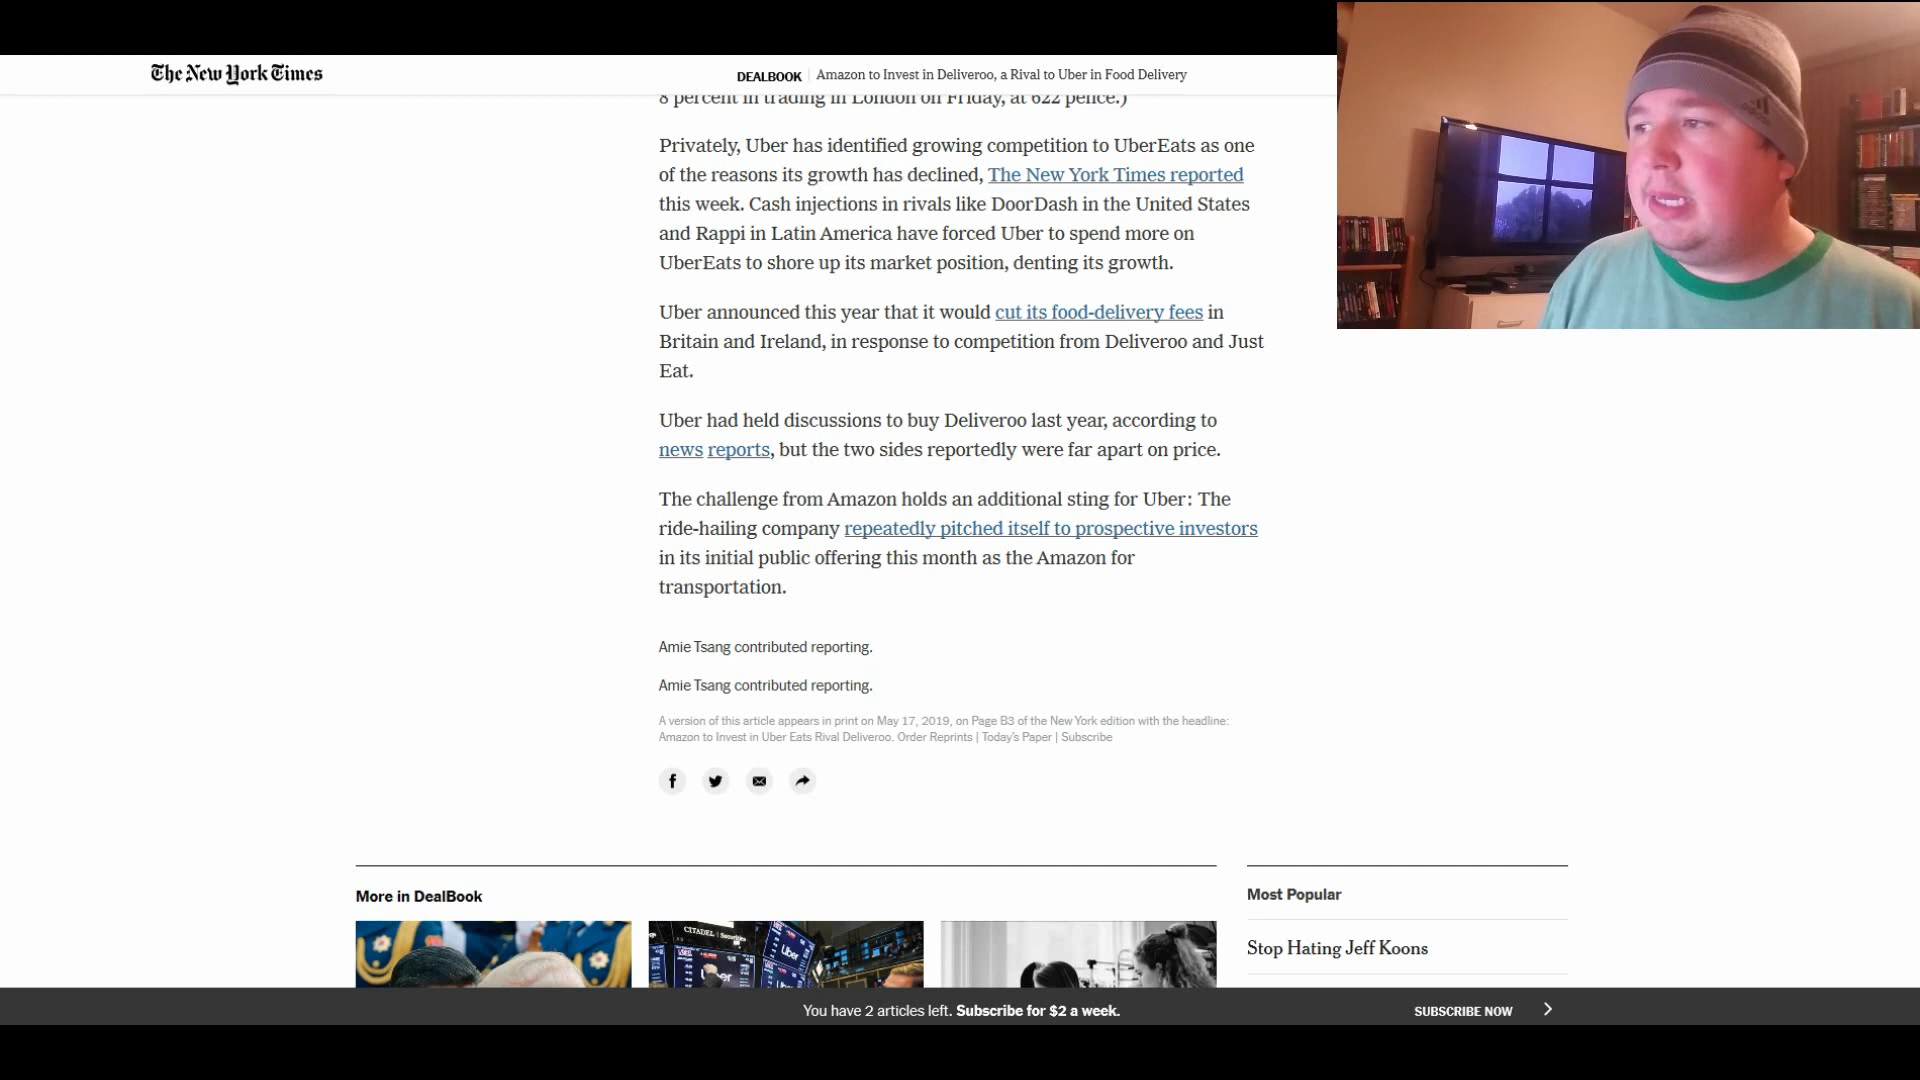 The New York Times
DEALBOOK | Amazon to Invest in Deliveroo, a Rival to Uber in Food Delivery
8 percent in trading in London on Friday, at 622 pence.)
Privately, Uber has identified growing competition to UberEats as one
of the reasons its growth has declined, The New York Times reported
this week. Cash injections in rivals like DoorDash in the United States
and Rappi in Latin America have forced Uber to spend more on
UberEats to shore up its market position, denting its growth.
Uber announced this year that it would cut its food-delivery fees in
Britain and Ireland, in response to competition from Deliveroo and Just
Eat.
Uber had held discussions to buy Deliveroo last year, according to
news reports, but the two sides reportedly were far apart on price.
The challenge from Amazon holds an additional sting for Uber: The
ride-hailing company repeatedly pitched itself to prospective investors
in its initial public offering this month as the Amazon for
transportation.
Amie Tsang contributed reporting.
Amie Tsang contributed reporting.
A version of this article appears in print on May 17, 2019, on Page B3 of the New York edition with the headline:
Amazon to Invest in Uber Eats Rival Deliveroo. Order Reprints | Today's Paper | Subscribe
More in DealBook
Most Popular
CITADEL | Securities
Uber
Stop Hating Jeff Koons
You have 2 articles left. Subscribe for $2 a week.
SUBSCRIBE NOW